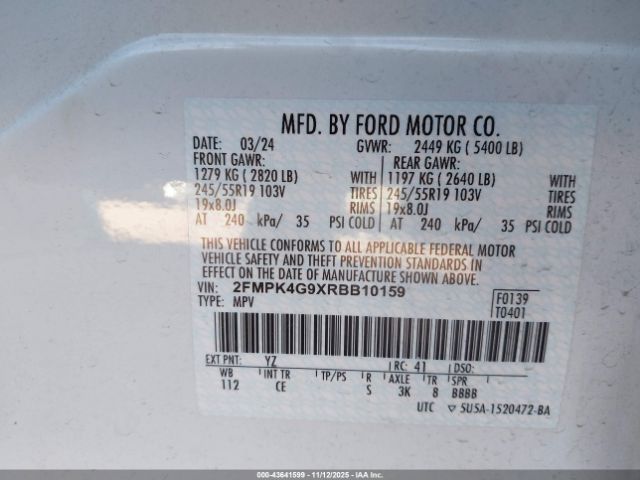 MFD. BY FORD MOTOR CO.
DATE: 03/24 GVWR: 2449 KG ( 5400 LB)
FRONT GAWR: REAR GAWR:
1279 KG ( 2820 LB) WITH 1197 KG ( 2640 LB) WITH
245/55R19 103V TIRES 245/55R19 103V TIRES
19x8.0J RIMS 19x8.0J RIMS
AT 240 kPa/ 35 PSI COLD AT 240 kPa/ 35 PSI COLD
THIS VEHICLE CONFORMS TO ALL APPLICABLE FEDERAL MOTOR
VEHICLE SAFETY AND THEFT PREVENTION STANDARDS IN
EFFECT ON THE DATE OF MANUFACTURE SHOWN ABOVE.
VIN: 2FMPK4G9XRBB10159
TYPE: MPV
F0139
T0401
EXT PNT: YZ RC: 41 DSO:
WB INT TR TP/PS R AXLE TR SPR
112 CE S 3K 8 BBBB
UTC ▽ 5U5A-1520472-BA
000-43641599 - 11/12/2025 - IAAI.COM